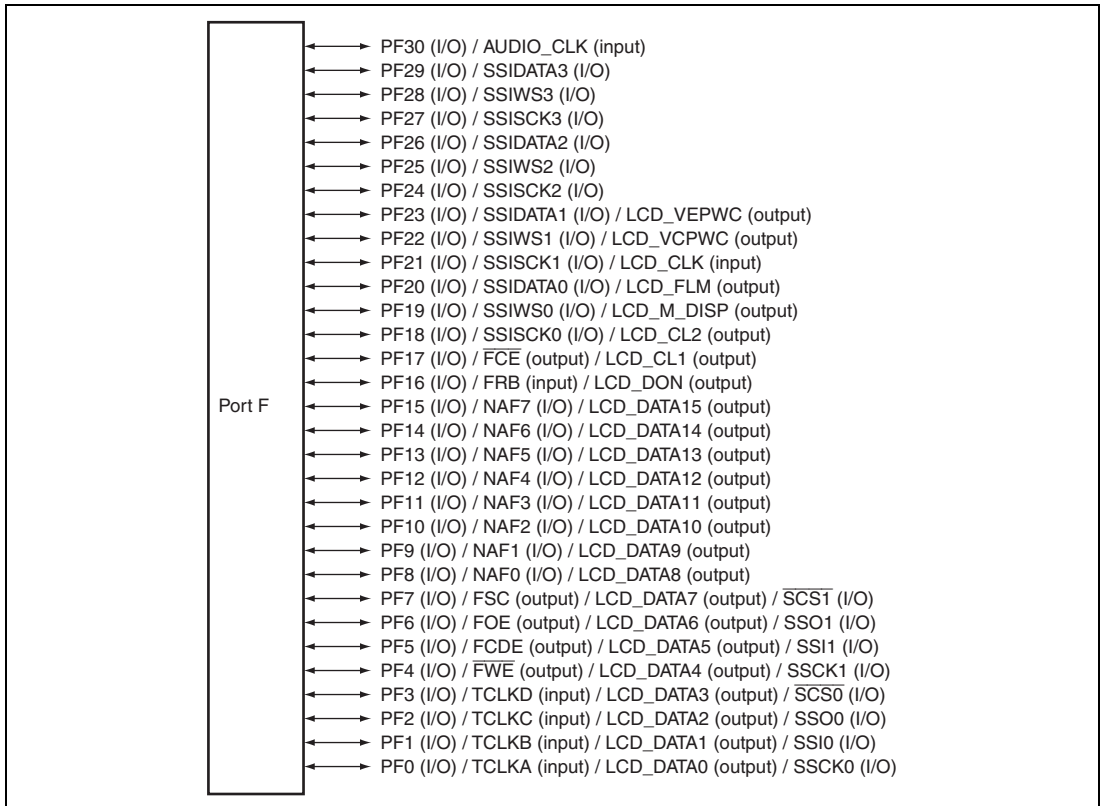 PF30 (I/O) / AUDIO_CLK (input)
PF29 (I/O) / SSIDATA3 (I/O)
PF28 (I/O) / SSIWS3 (I/O)
PF27 (I/O) / SSISCK3 (I/O)
PF26 (I/O) / SSIDATA2 (I/O)
PF25 (I/O) / SSIWS2 (I/O)
PF24 (I/O) / SSISCK2 (I/O)
PF23 (I/O) / SSIDATA1 (I/O) / LCD_VEPWC (output)
PF22 (I/O) / SSIWS1 (I/O) / LCD_VCPWC (output)
PF21 (I/O) / SSISCK1 (I/O) / LCD_CLK (input)
PF20 (I/O) / SSIDATA0 (I/O) / LCD_FLM (output)
PF19 (I/O) / SSIWS0 (I/O) / LCD_M_DISP (output)
PF18 (I/O) / SSISCK0 (I/O) / LCD_CL2 (output)
PF17 (I/O) / F̅C̅E̅ (output) / LCD_CL1 (output)
PF16 (I/O) / FRB (input) / LCD_DON (output)
Port F
PF15 (I/O) / NAF7 (I/O) / LCD_DATA15 (output)
PF14 (I/O) / NAF6 (I/O) / LCD_DATA14 (output)
PF13 (I/O) / NAF5 (I/O) / LCD_DATA13 (output)
PF12 (I/O) / NAF4 (I/O) / LCD_DATA12 (output)
PF11 (I/O) / NAF3 (I/O) / LCD_DATA11 (output)
PF10 (I/O) / NAF2 (I/O) / LCD_DATA10 (output)
PF9 (I/O) / NAF1 (I/O) / LCD_DATA9 (output)
PF8 (I/O) / NAF0 (I/O) / LCD_DATA8 (output)
PF7 (I/O) / FSC (output) / LCD_DATA7 (output) / S̅C̅S̅1̅ (I/O)
PF6 (I/O) / FOE (output) / LCD_DATA6 (output) / SSO1 (I/O)
PF5 (I/O) / FCDE (output) / LCD_DATA5 (output) / SSI1 (I/O)
PF4 (I/O) / F̅W̅E̅ (output) / LCD_DATA4 (output) / SSCK1 (I/O)
PF3 (I/O) / TCLKD (input) / LCD_DATA3 (output) / S̅C̅S̅0̅ (I/O)
PF2 (I/O) / TCLKC (input) / LCD_DATA2 (output) / SSO0 (I/O)
PF1 (I/O) / TCLKB (input) / LCD_DATA1 (output) / SSI0 (I/O)
PF0 (I/O) / TCLKA (input) / LCD_DATA0 (output) / SSCK0 (I/O)